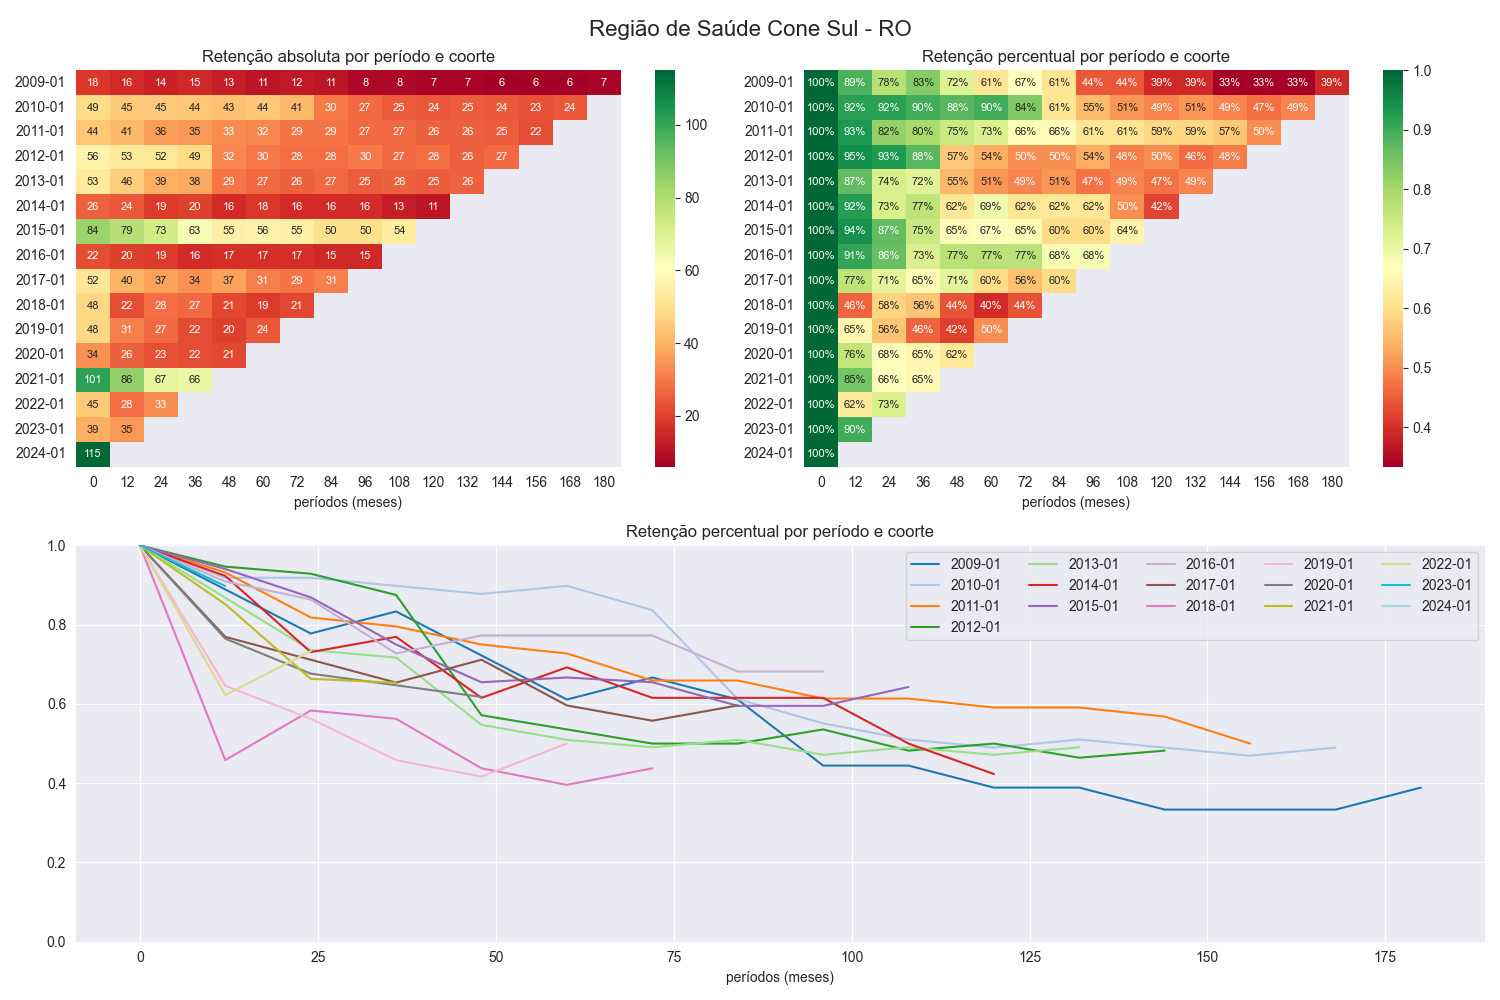 Região de Saúde Cone Sul - RO
Retenção absoluta por período e coorte
2009-01 18 16 14 15 13 11 12 11 8 8 7 7 6 6 6 7
2010-01 49 45 45 44 43 44 41 30 27 25 24 25 24 23 24
2011-01 44 41 36 35 33 32 29 29 27 27 26 26 25 22
2012-01 56 53 52 49 32 30 28 28 30 27 28 26 27
2013-01 53 46 39 38 29 27 26 27 25 26 25 26
2014-01 26 24 19 20 16 18 16 16 16 13 11
2015-01 84 79 73 63 55 56 55 50 50 54
2016-01 22 20 19 16 17 17 17 15 15
2017-01 52 40 37 34 37 31 29 31
2018-01 48 22 28 27 21 19 21
2019-01 48 31 27 22 20 24
2020-01 34 26 23 22 21
2021-01 101 86 67 66
2022-01 45 28 33
2023-01 39 35
2024-01 115
0 12 24 36 48 60 72 84 96 108 120 132 144 156 168 180
períodos (meses)
100
80
60
40
20
Retenção percentual por período e coorte
2009-01 100% 89% 78% 83% 72% 61% 67% 61% 44% 44% 39% 39% 33% 33% 33% 39%
2010-01 100% 92% 92% 90% 88% 90% 84% 61% 55% 51% 49% 51% 49% 47% 49%
2011-01 100% 93% 82% 80% 75% 73% 66% 66% 61% 61% 59% 59% 57% 50%
2012-01 100% 95% 93% 88% 57% 54% 50% 50% 54% 48% 50% 46% 48%
2013-01 100% 87% 74% 72% 55% 51% 49% 51% 47% 49% 47% 49%
2014-01 100% 92% 73% 77% 62% 69% 62% 62% 62% 50% 42%
2015-01 100% 94% 87% 75% 65% 67% 65% 60% 60% 64%
2016-01 100% 91% 86% 73% 77% 77% 77% 68% 68%
2017-01 100% 77% 71% 65% 71% 60% 56% 60%
2018-01 100% 46% 58% 56% 44% 40% 44%
2019-01 100% 65% 56% 46% 42% 50%
2020-01 100% 76% 68% 65% 62%
2021-01 100% 85% 66% 65%
2022-01 100% 62% 73%
2023-01 100% 90%
2024-01 100%
0 12 24 36 48 60 72 84 96 108 120 132 144 156 168 180
períodos (meses)
1.0
0.9
0.8
0.7
0.6
0.5
0.4
Retenção percentual por período e coorte
1.0
0.8
0.6
0.4
0.2
0.0
2009-01 2013-01 2016-01 2019-01 2022-01
2010-01 2014-01 2017-01 2020-01 2023-01
2011-01 2015-01 2018-01 2021-01 2024-01
2012-01
0 25 50 75 100 125 150 175
períodos (meses)